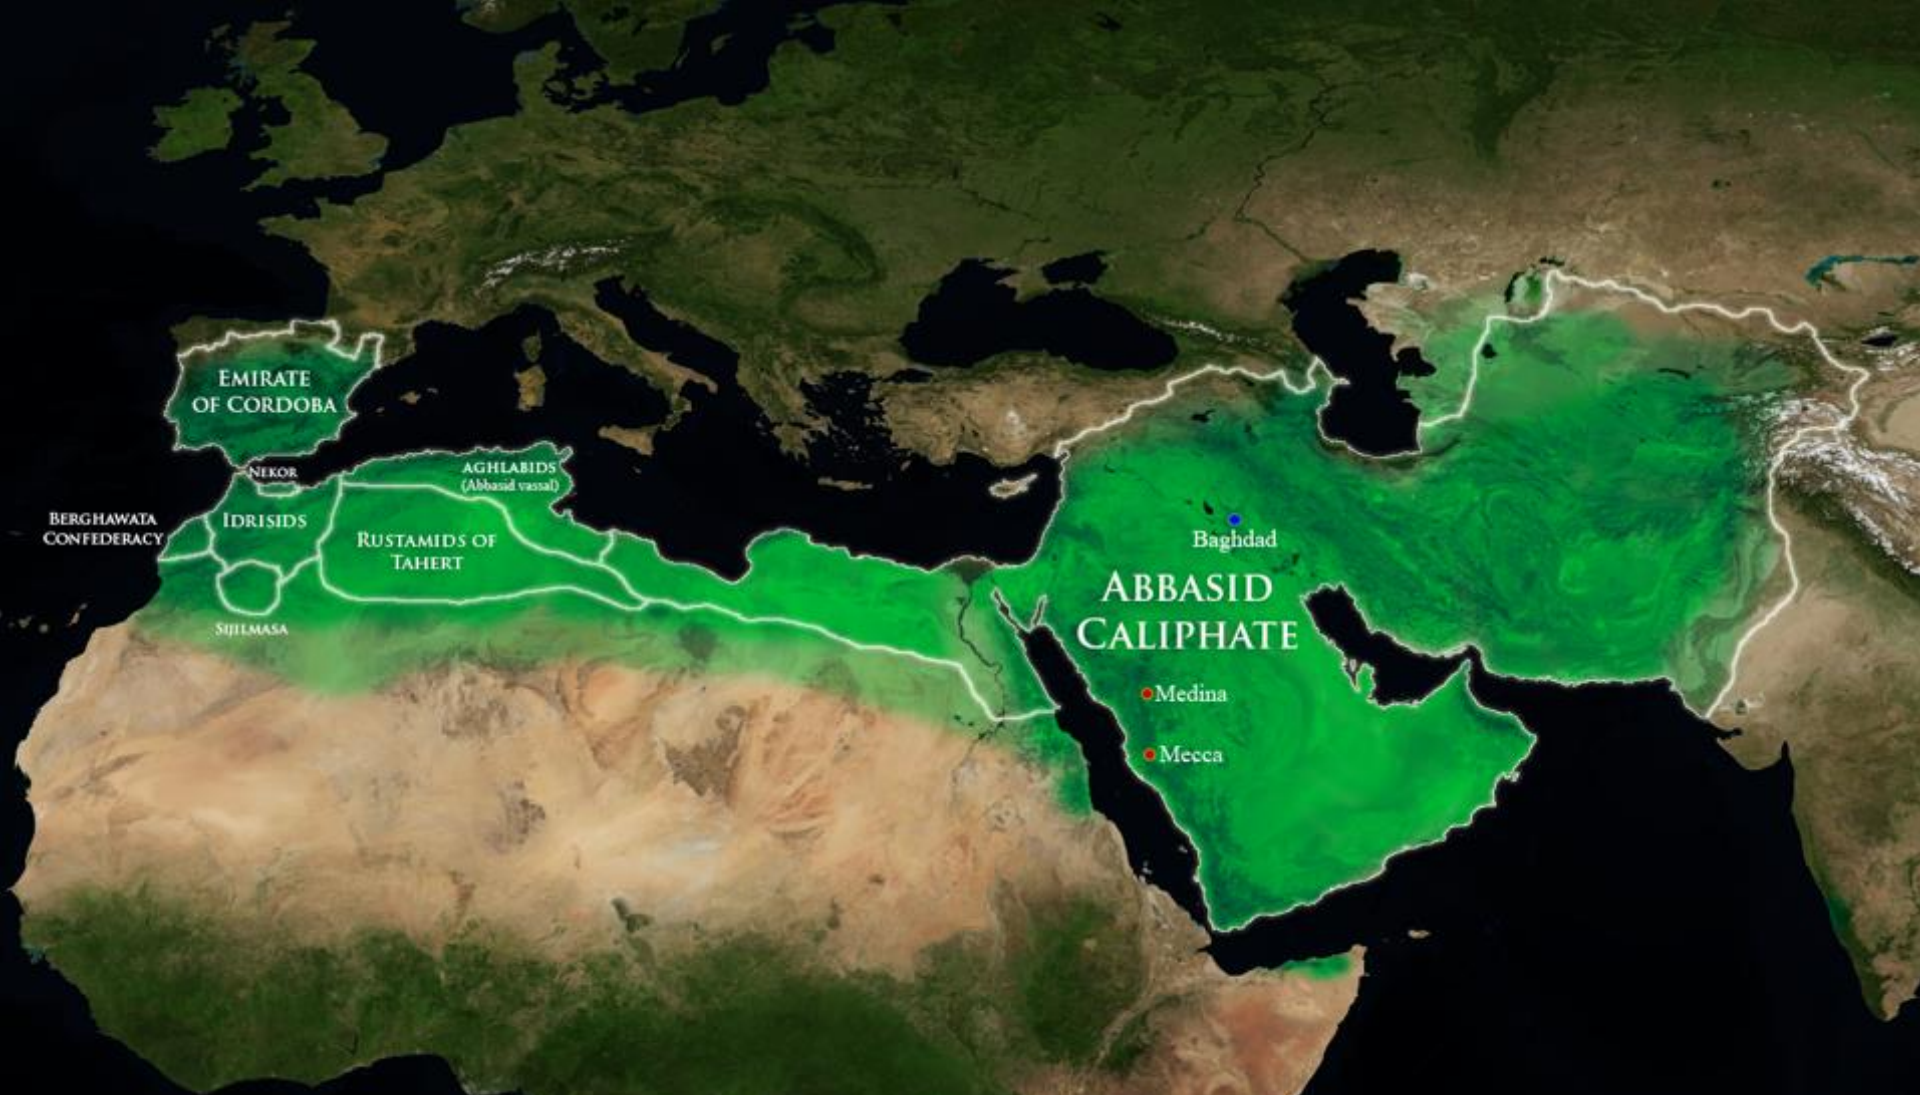 EMIRATE
OF CORDOBA
NEKOR
AGHLABIDS
(Abbasid vassal)
BERGHAWATA
CONFEDERACY
IDRISIDS
RUSTAMIDS OF
TAHERT
SIJILMASA
Baghdad
ABBASID
CALIPHATE
Medina
Mecca